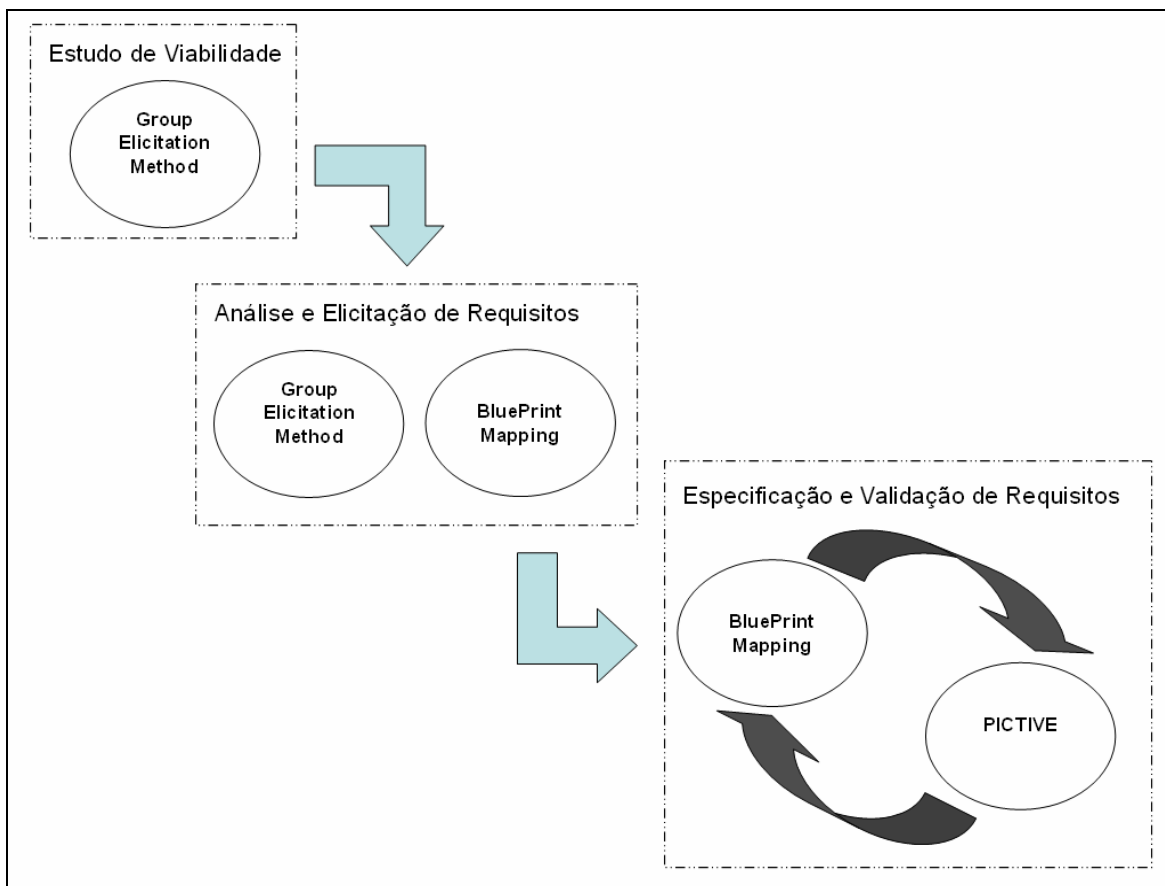 Estudo de Viabilidade
Group
Elicitation
Method
Análise e Elicitação de Requisitos
Group
Elicitation
Method
BluePrint
Mapping
Especificação e Validação de Requisitos
BluePrint
Mapping
PICTIVE